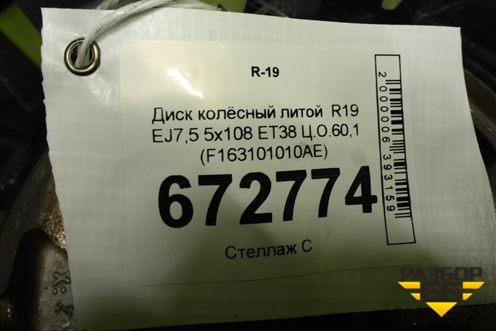 R-19
Диск колёсный литой R19
EJ7,5 5x108 ET38 Ц.О.60,1
(F163101010AE)
672774
Стеллаж С
2000006393159
РАЗБОР